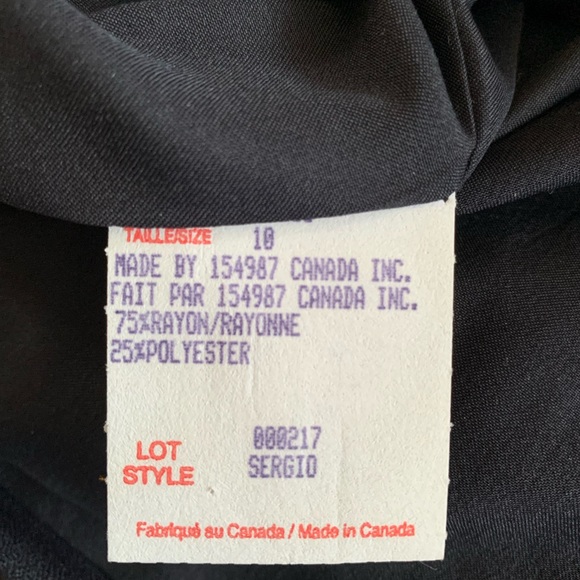 TAILLE/SIZE 10
MADE BY 154987 CANADA INC.
FAIT PAR 154987 CANADA INC.
75%RAYON/RAYONNE
25%POLYESTER
LOT 000217
STYLE SERGIO
Fabriqué au Canada / Made in Canada